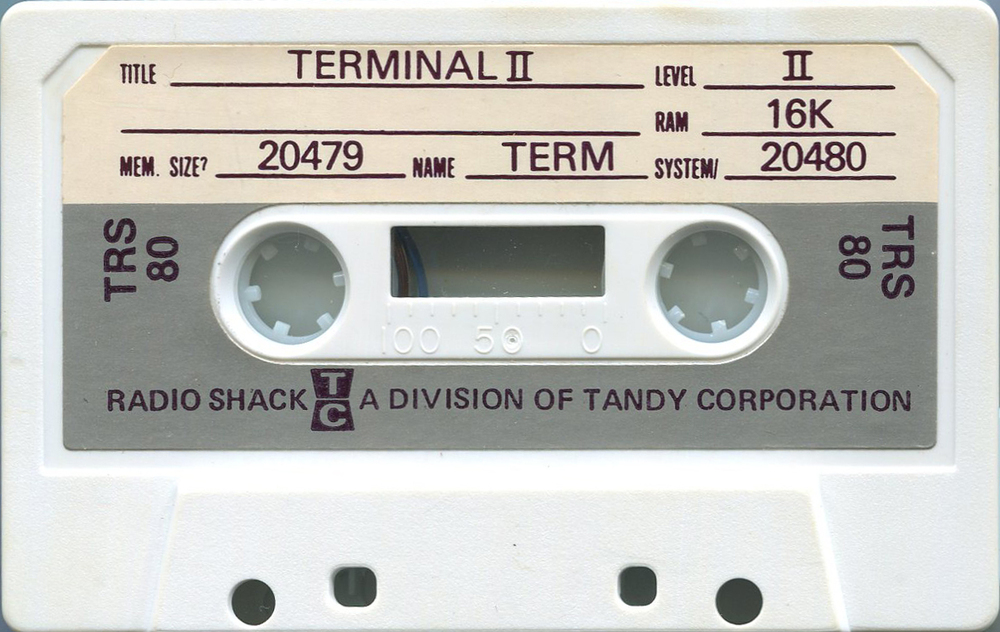 TITLE TERMINAL II LEVEL II
RAM 16K
MEM. SIZE? 20479 NAME TERM SYSTEM/ 20480
TRS
80
TRS
80
100 50 0
RADIO SHACK TC A DIVISION OF TANDY CORPORATION